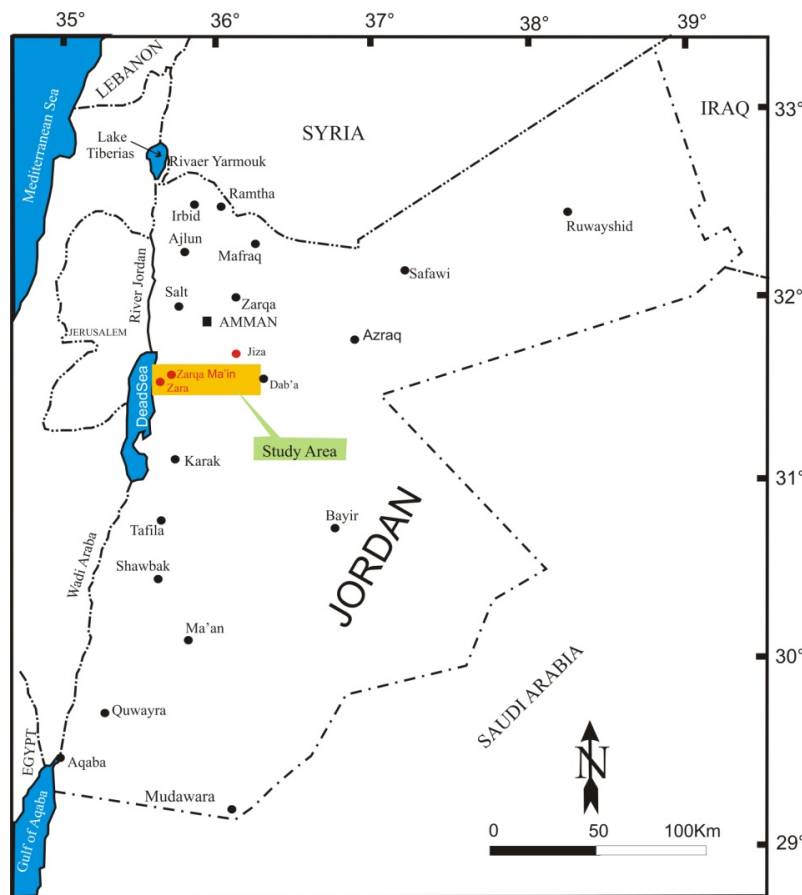 35°
36°
37°
38°
39°
LEBANON
SYRIA
IRAQ
33°
Mediterranean Sea
Lake
Tiberias
Rivaer Yarmouk
Ramtha
Irbid
Ruwayshid
Ajlun
Mafraq
Safawi
River Jordan
32°
Salt
Zarqa
AMMAN
JERUSALEM
Azraq
Jiza
DeadSea
Zarqa Ma'in
Zara
Dab'a
Study Area
Karak
31°
JORDAN
Bayir
Tafila
Wadi Araba
Shawbak
Ma'an
30°
SAUDI ARABIA
Quwayra
EGYPT
Aqaba
N
Mudawara
Gulf of Aqaba
0 50 100Km
29°